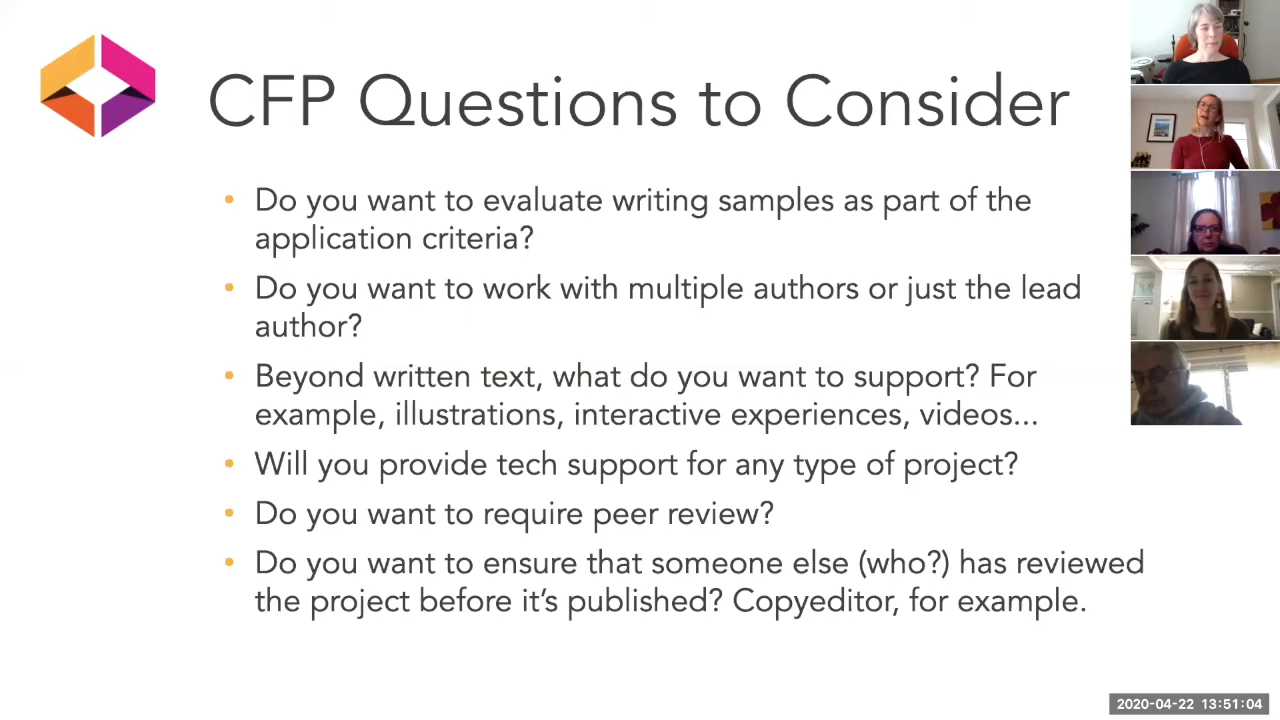 CFP Questions to Consider
• Do you want to evaluate writing samples as part of the
application criteria?
• Do you want to work with multiple authors or just the lead
author?
• Beyond written text, what do you want to support? For
example, illustrations, interactive experiences, videos...
• Will you provide tech support for any type of project?
• Do you want to require peer review?
• Do you want to ensure that someone else (who?) has reviewed
the project before it’s published? Copyeditor, for example.
2020-04-22 13:51:04